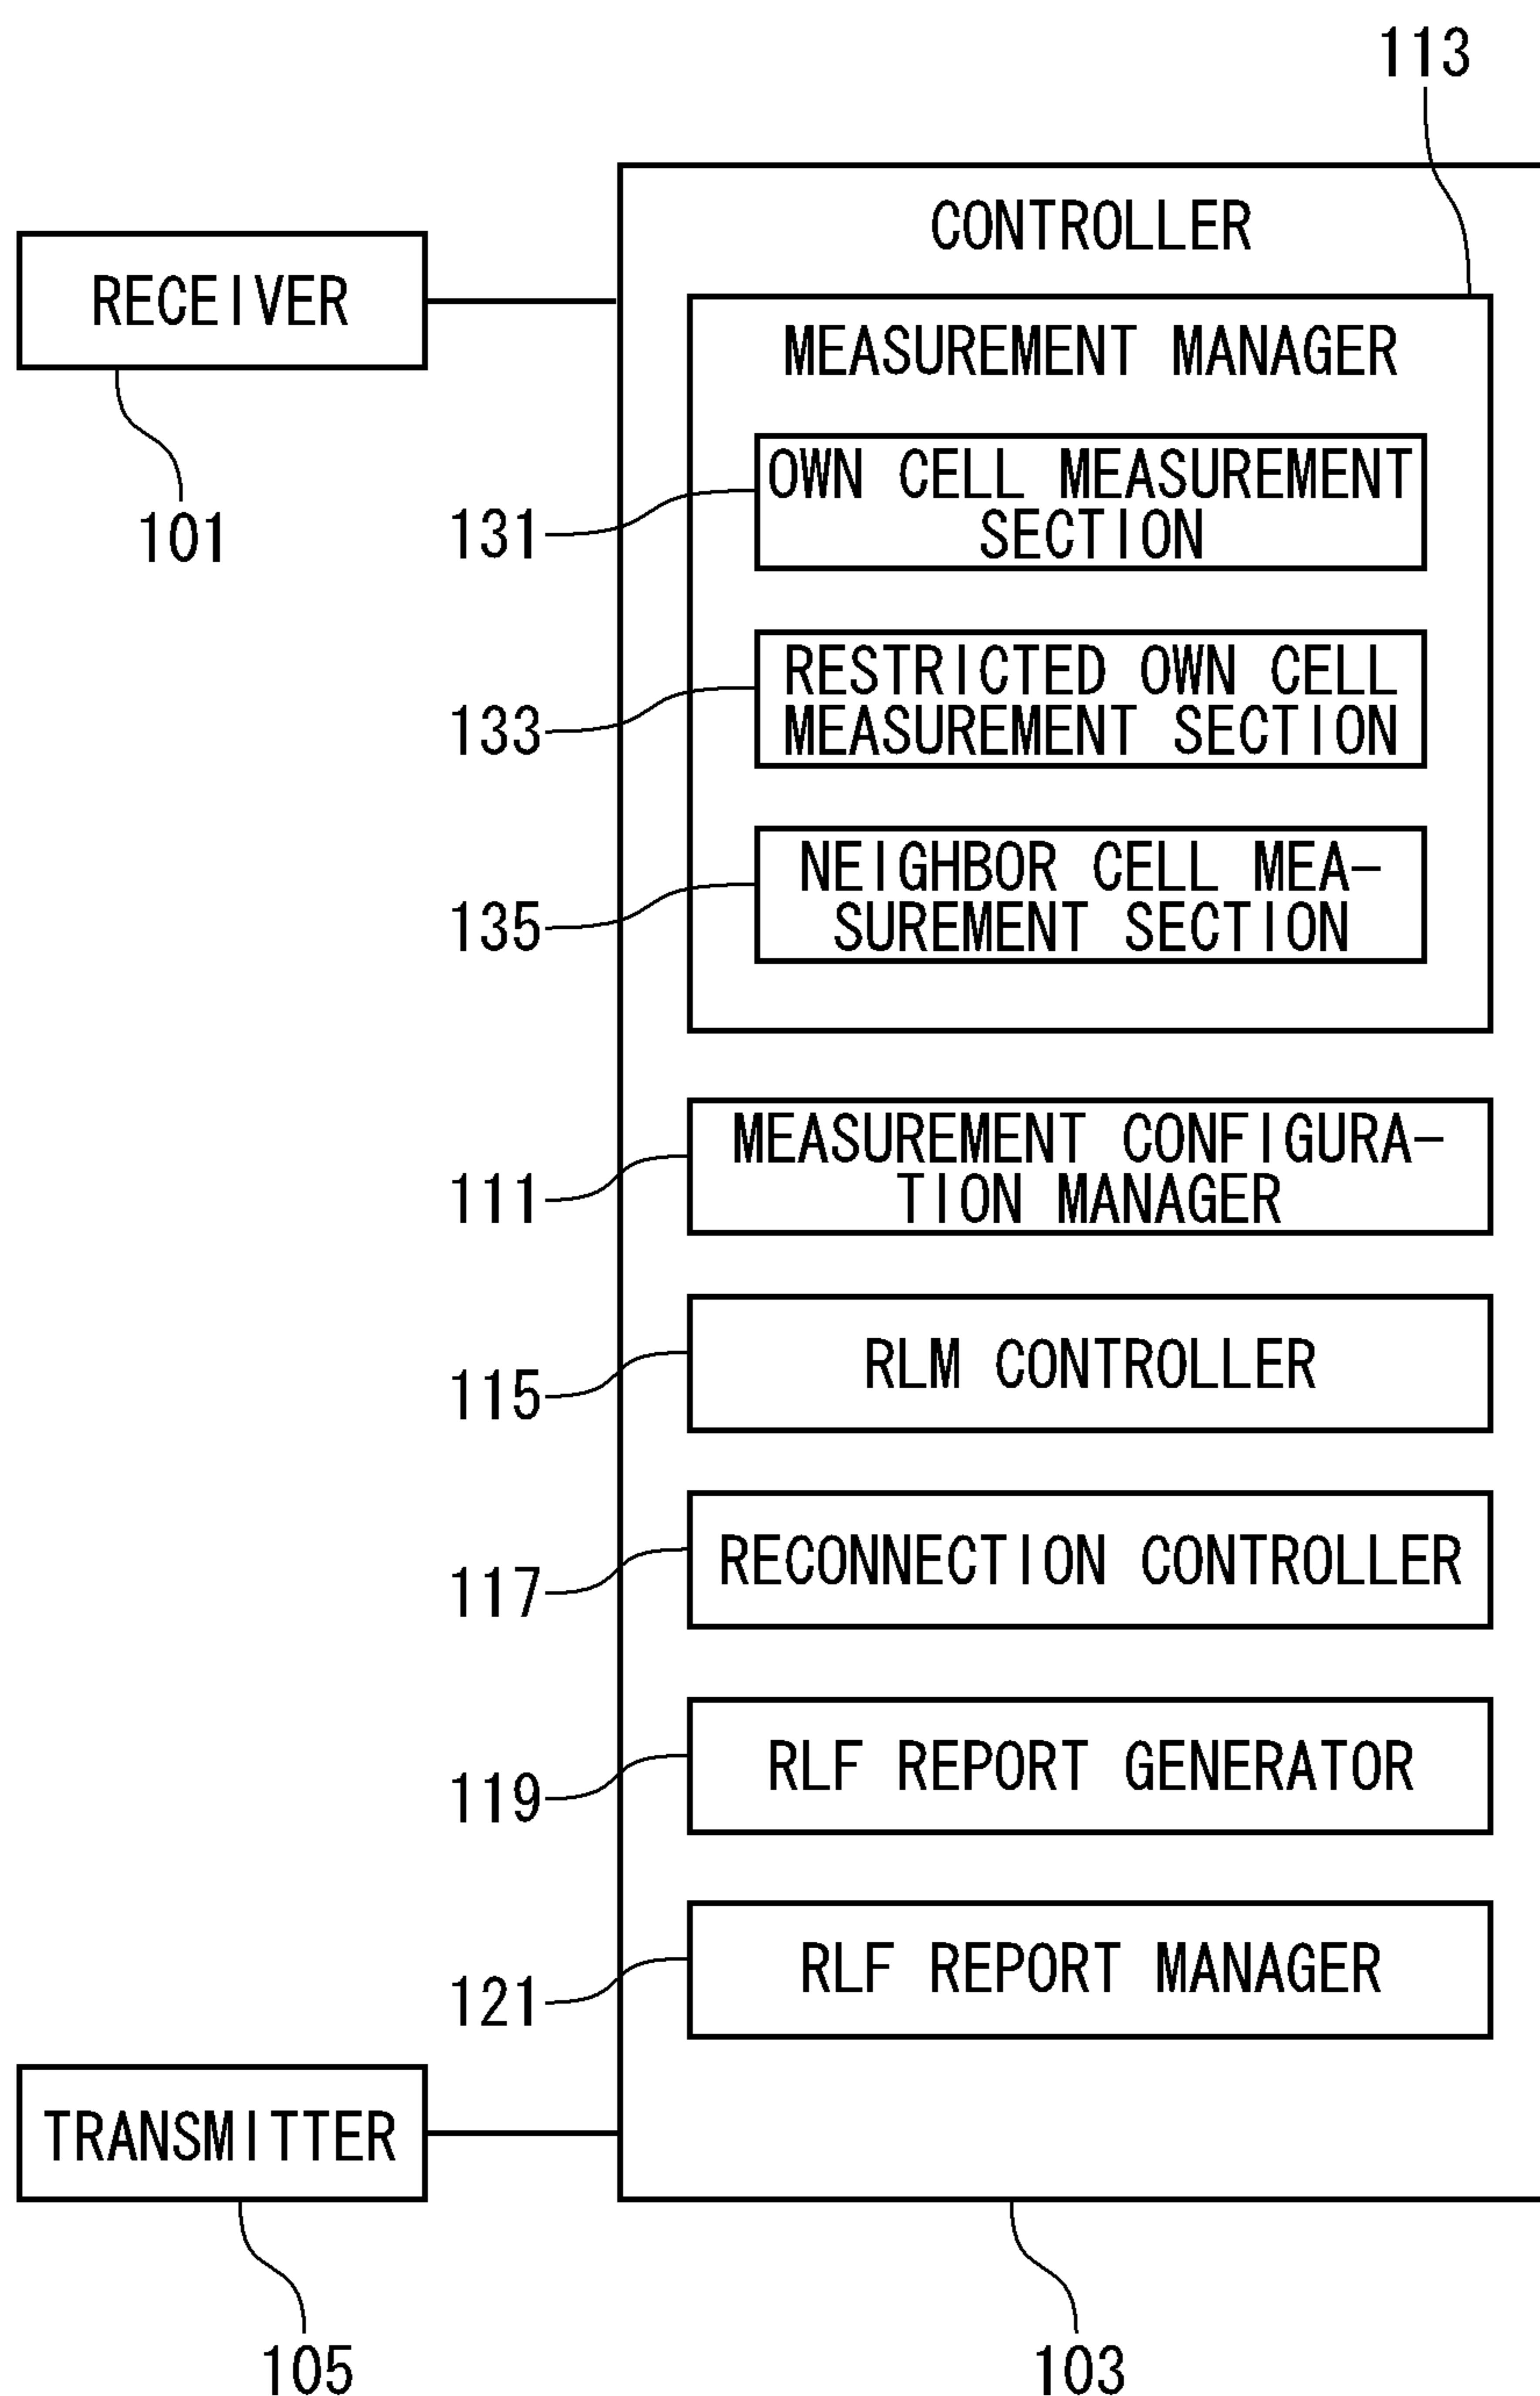 113
CONTROLLER
RECEIVER
MEASUREMENT MANAGER
101
OWN CELL MEASUREMENT
SECTION
131
RESTRICTED OWN CELL
MEASUREMENT SECTION
133
NEIGHBOR CELL MEA-
SUREMENT SECTION
135
MEASUREMENT CONFIGURA-
TION MANAGER
111
RLM CONTROLLER
115
RECONNECTION CONTROLLER
117
RLF REPORT GENERATOR
119
RLF REPORT MANAGER
121
TRANSMITTER
105
103